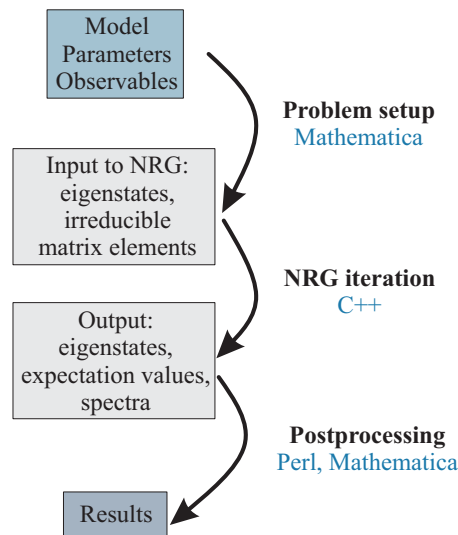 Model
Parameters
Observables
Problem setup
Mathematica
Input to NRG:
eigenstates,
irreducible
matrix elements
NRG iteration
C++
Output:
eigenstates,
expectation values,
spectra
Postprocessing
Perl, Mathematica
Results